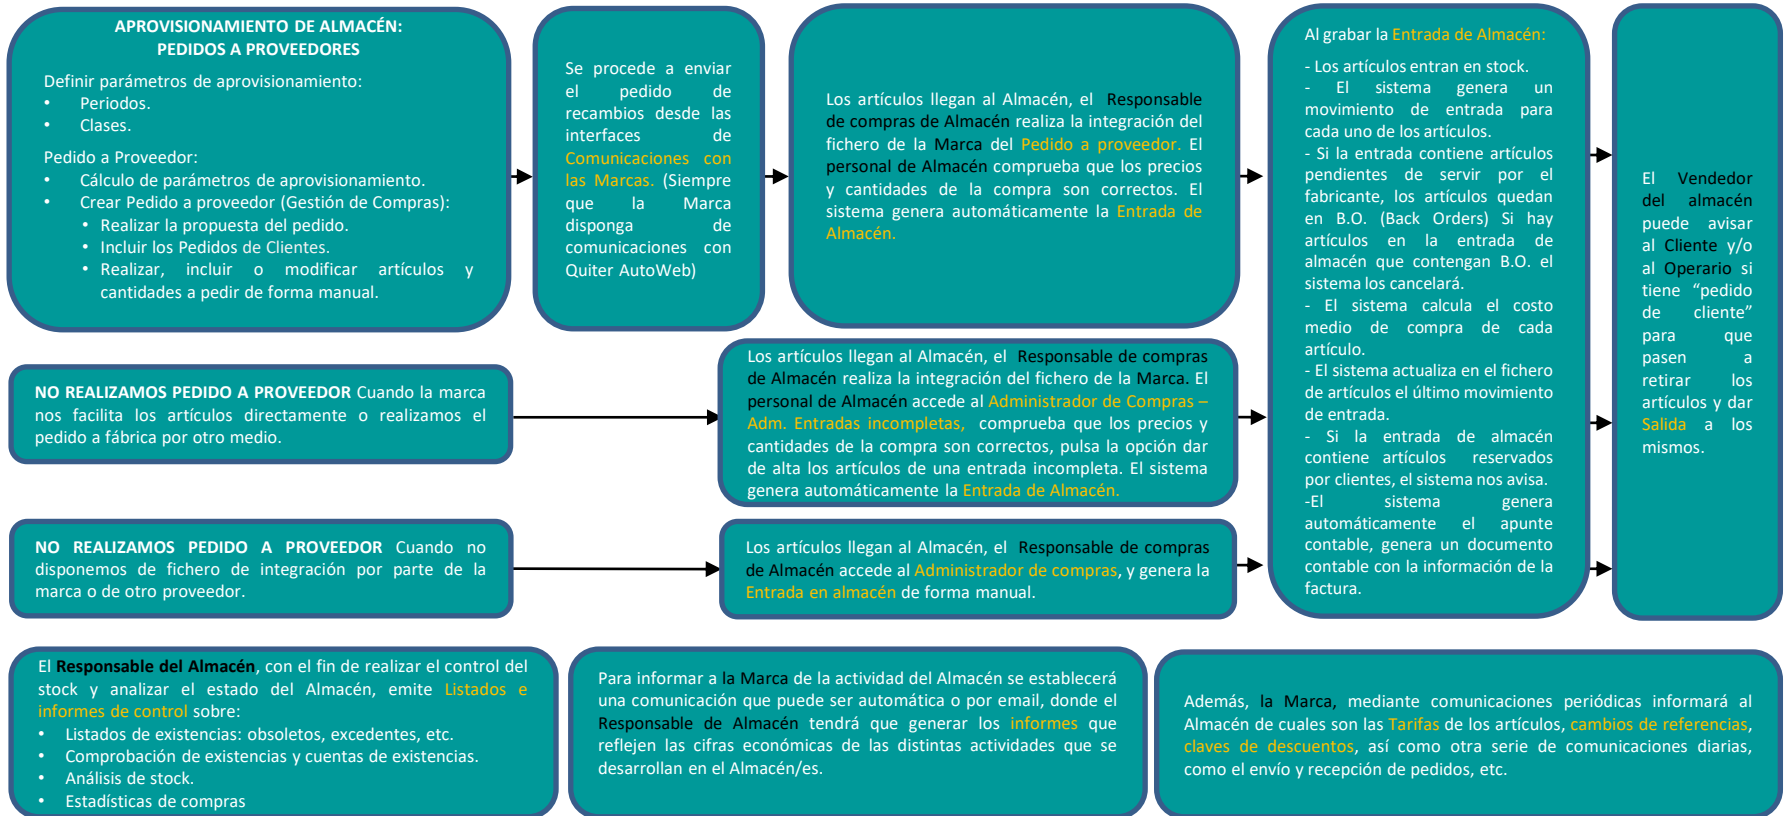 APROVISIONAMIENTO DE ALMACÉN:
PEDIDOS A PROVEEDORES
Definir parámetros de aprovisionamiento:
• Periodos.
• Clases.
Pedido a Proveedor:
• Cálculo de parámetros de aprovisionamiento.
• Crear Pedido a proveedor (Gestión de Compras):
• Realizar la propuesta del pedido.
• Incluir los Pedidos de Clientes.
• Realizar, incluir o modificar artículos y
cantidades a pedir de forma manual.
Se procede a enviar
el pedido de
recambios desde las
interfaces de
Comunicaciones con
las Marcas. (Siempre
que la Marca
disponga de
comunicaciones con
Quiter AutoWeb)
Los artículos llegan al Almacén, el Responsable
de compras de Almacén realiza la integración del
fichero de la Marca del Pedido a proveedor. El
personal de Almacén comprueba que los precios
y cantidades de la compra son correctos. El
sistema genera automáticamente la Entrada de
Almacén.
Al grabar la Entrada de Almacén:
- Los artículos entran en stock.
- El sistema genera un
movimiento de entrada para
cada uno de los artículos.
- Si la entrada contiene artículos
pendientes de servir por el
fabricante, los artículos quedan
en B.O. (Back Orders) Si hay
artículos en la entrada de
almacén que contengan B.O. el
sistema los cancelará.
- El sistema calcula el costo
medio de compra de cada
artículo.
- El sistema actualiza en el fichero
de artículos el último movimiento
de entrada.
- Si la entrada de almacén
contiene artículos reservados
por clientes, el sistema nos avisa.
-El sistema genera
automáticamente el apunte
contable, genera un documento
contable con la información de la
factura.
El Vendedor
del almacén
puede avisar
al Cliente y/o
al Operario si
tiene “pedido
de cliente”
para que
pasen a
retirar los
artículos y dar
Salida a los
mismos.
NO REALIZAMOS PEDIDO A PROVEEDOR Cuando la marca
nos facilita los artículos directamente o realizamos el
pedido a fábrica por otro medio.
Los artículos llegan al Almacén, el Responsable de compras
de Almacén realiza la integración del fichero de la Marca. El
personal de Almacén accede al Administrador de Compras –
Adm. Entradas incompletas, comprueba que los precios y
cantidades de la compra son correctos, pulsa la opción dar
de alta los artículos de una entrada incompleta. El sistema
genera automáticamente la Entrada de Almacén.
NO REALIZAMOS PEDIDO A PROVEEDOR Cuando no
disponemos de fichero de integración por parte de la
marca o de otro proveedor.
Los artículos llegan al Almacén, el Responsable de compras
de Almacén accede al Administrador de compras, y genera la
Entrada en almacén de forma manual.
El Responsable del Almacén, con el fin de realizar el control del
stock y analizar el estado del Almacén, emite Listados e
informes de control sobre:
• Listados de existencias: obsoletos, excedentes, etc.
• Comprobación de existencias y cuentas de existencias.
• Análisis de stock.
• Estadísticas de compras
Para informar a la Marca de la actividad del Almacén se establecerá
una comunicación que puede ser automática o por email, donde el
Responsable de Almacén tendrá que generar los informes que
reflejen las cifras económicas de las distintas actividades que se
desarrollan en el Almacén/es.
Además, la Marca, mediante comunicaciones periódicas informará al
Almacén de cuales son las Tarifas de los artículos, cambios de referencias,
claves de descuentos, así como otra serie de comunicaciones diarias,
como el envío y recepción de pedidos, etc.